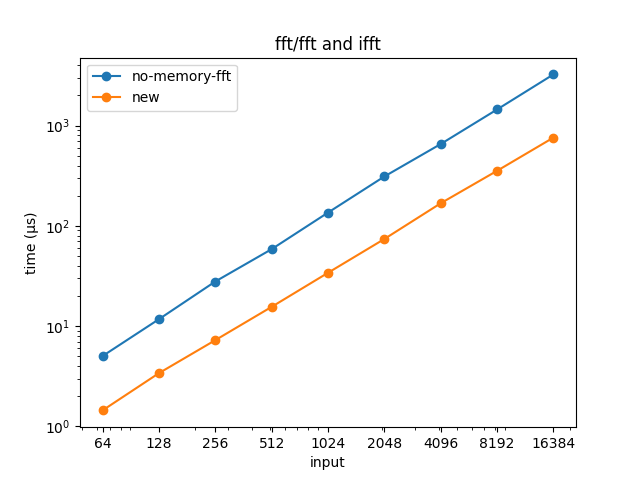 fft/fft and ifft
no-memory-fft
new
time (µs)
10³
10²
10¹
10⁰
64 128 256 512 1024 2048 4096 8192 16384
input